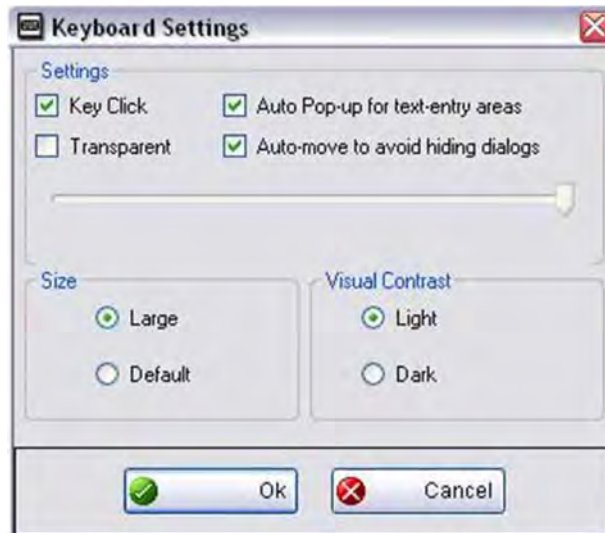 Keyboard Settings
Settings
Key Click Auto Pop-up for text-entry areas
Transparent Auto-move to avoid hiding dialogs
Size Visual Contrast
Large Light
Default Dark
Ok Cancel